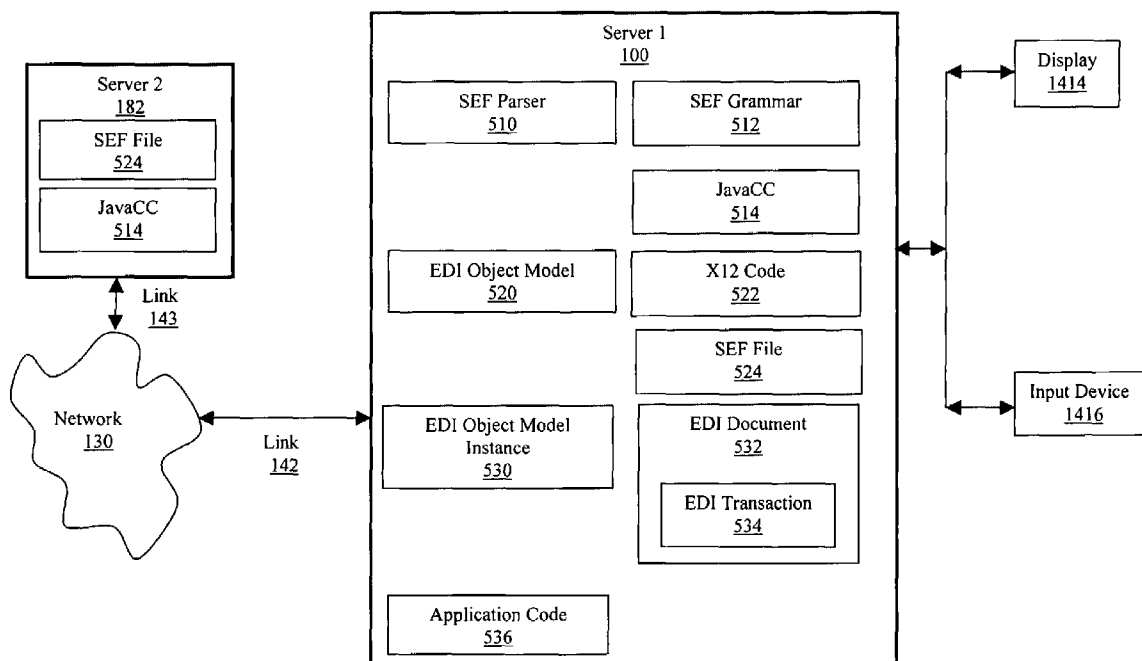 Server 2
182
SEF File
524
JavaCC
514
Link
143
Network
130
Link
142
Server 1
100
SEF Parser
510
SEF Grammar
512
JavaCC
514
EDI Object Model
520
X12 Code
522
SEF File
524
EDI Object Model
Instance
530
EDI Document
532
EDI Transaction
534
Application Code
536
Display
1414
Input Device
1416